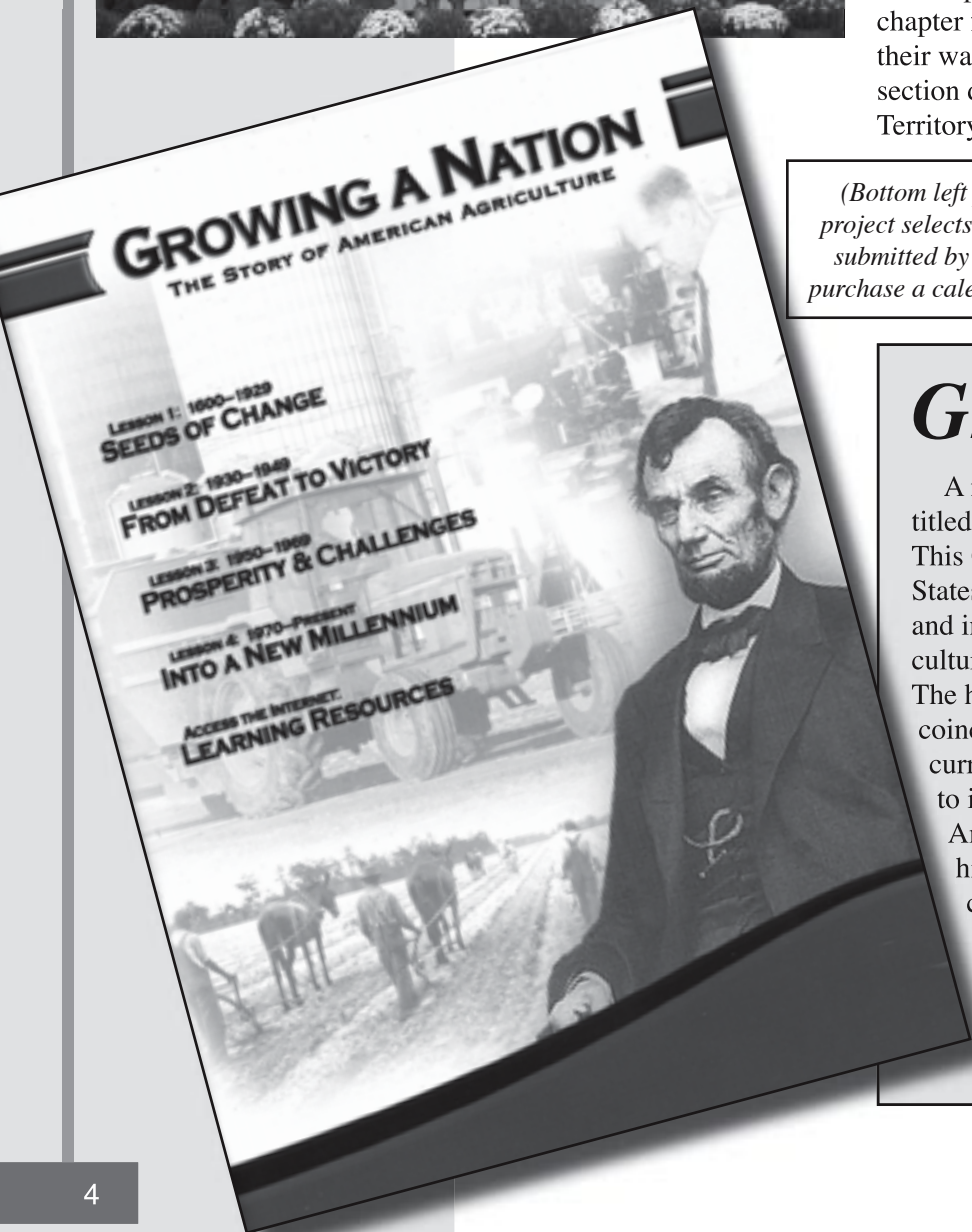 chapter
their wa
section
Territory
(Bottom left
project selects
submitted by
purchase a cale
GROWING A NATION
THE STORY OF AMERICAN AGRICULTURE
LESSON 1: 1600–1929
SEEDS OF CHANGE
LESSON 2: 1930–1949
FROM DEFEAT TO VICTORY
LESSON 3: 1950–1969
PROSPERITY & CHALLENGES
LESSON 4: 1970–PRESENT
INTO A NEW MILLENNIUM
ACCESS THE INTERNET:
LEARNING RESOURCES
G
A
titled
This
States
and i
cultu
The h
coinc
curr
to i
A
h
c
4